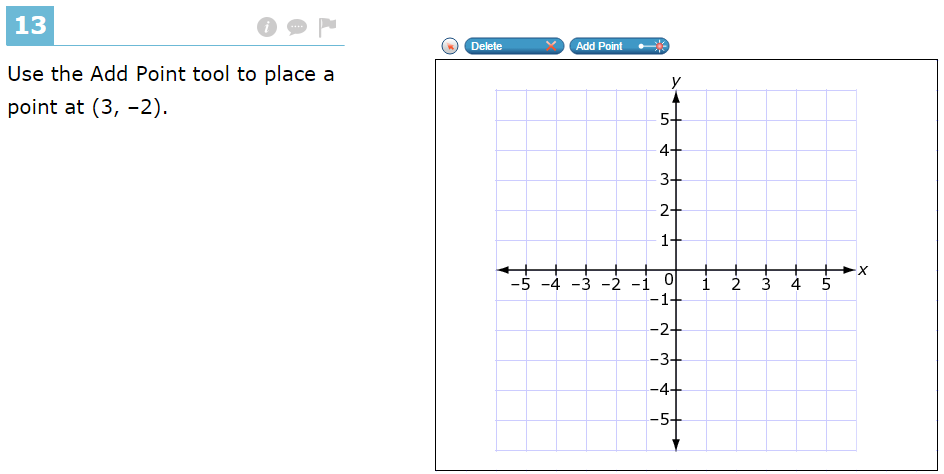 13
Use the Add Point tool to place a
point at (3, −2).
Delete
Add Point
y
5
4
3
2
1
−5 −4 −3 −2 −1 0 1 2 3 4 5 x
−1
−2
−3
−4
−5